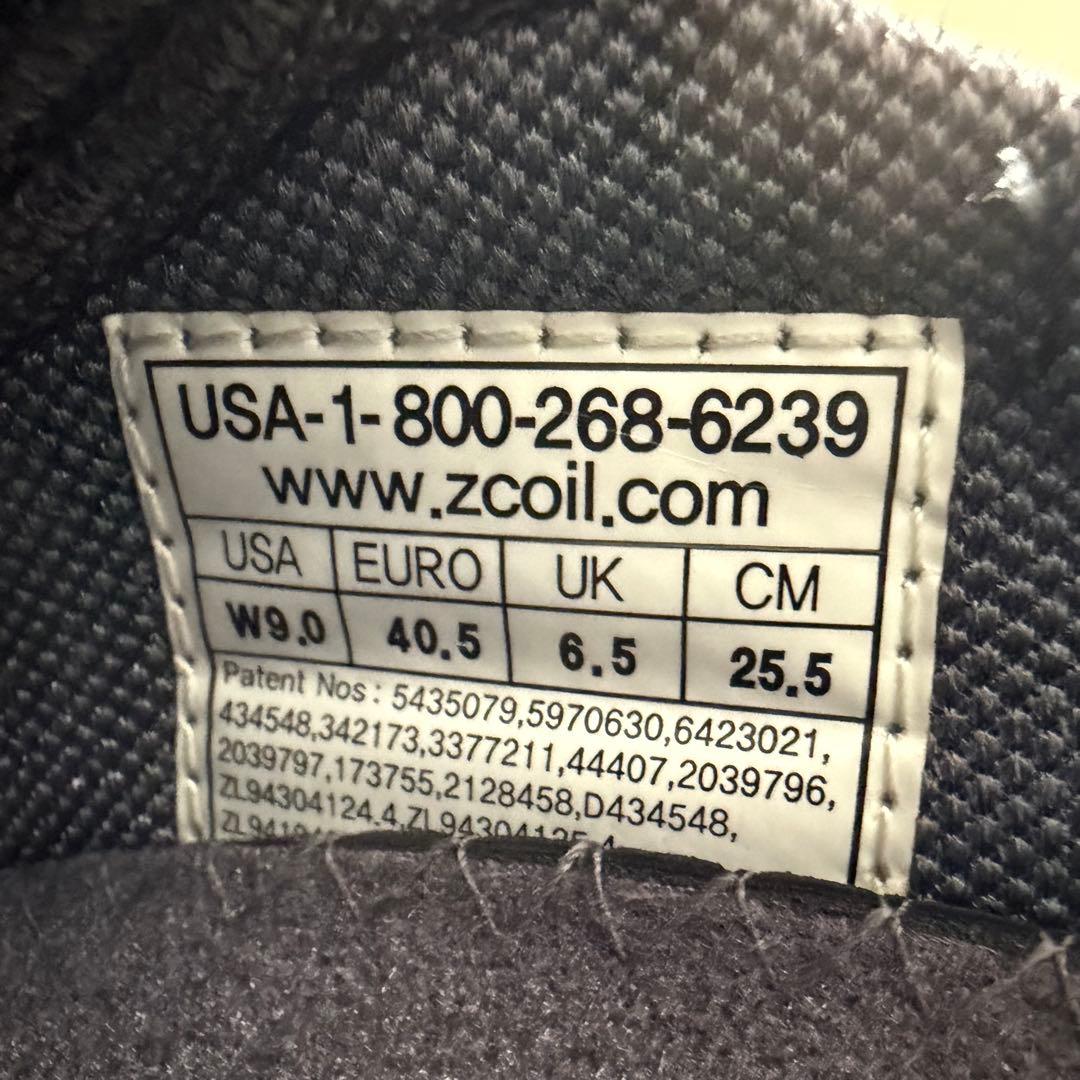 USA-1-800-268-6239
www.zcoil.com
USA EURO UK CM
W9.0 40.5 6.5 25.5
Patent Nos: 5435079,5970630,6423021,
434548,342173,3377211,44407,2039796,
2039797,173755,2128458,D434548,
ZL94304124.4,ZL94304125.4